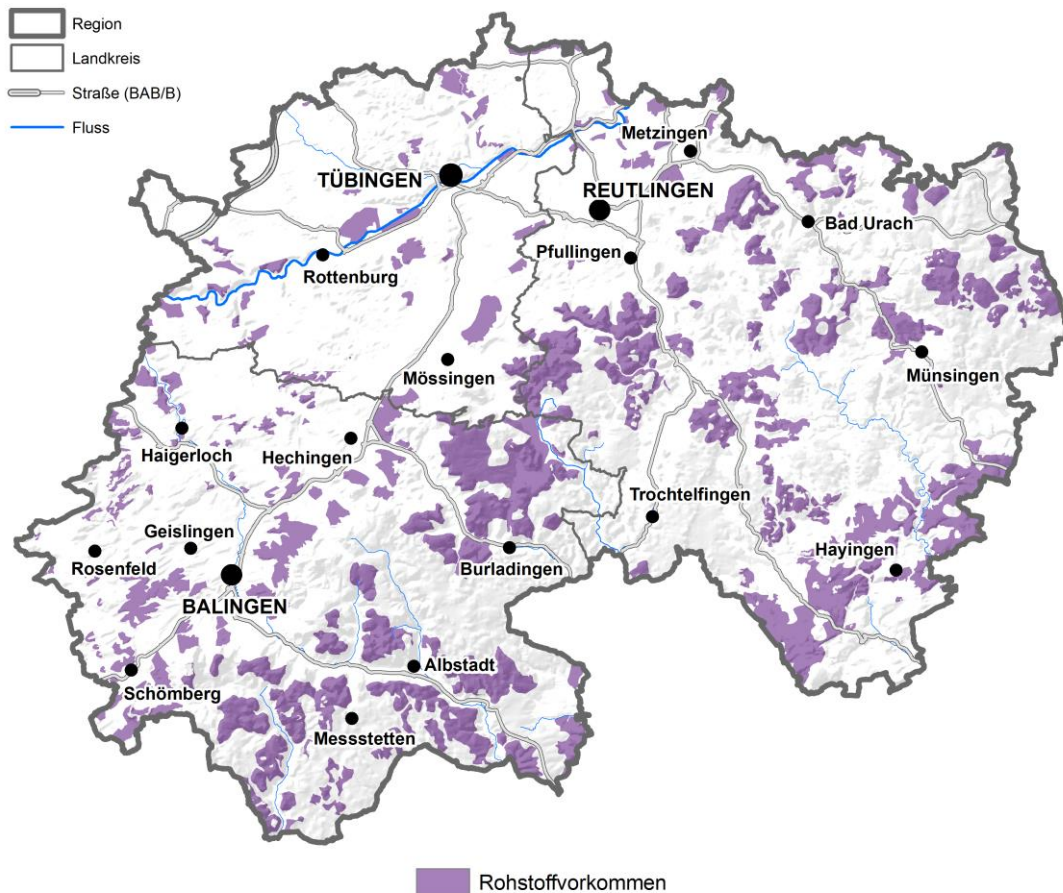 Region
Landkreis
Straße (BAB/B)
Fluss
Metzingen
TÜBINGEN
REUTLINGEN
Bad Urach
Pfullingen
Rottenburg
Mössingen
Münsingen
Haigerloch
Hechingen
Trochtelfingen
Geislingen
Rosenfeld
Burladingen
Hayingen
BALINGEN
Albstadt
Schömberg
Messstetten
Rohstoffvorkommen